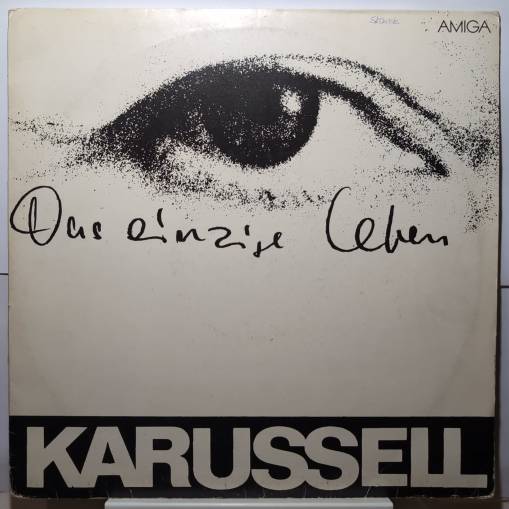 AMIGA
Das einzige Leben
KARUSSELL